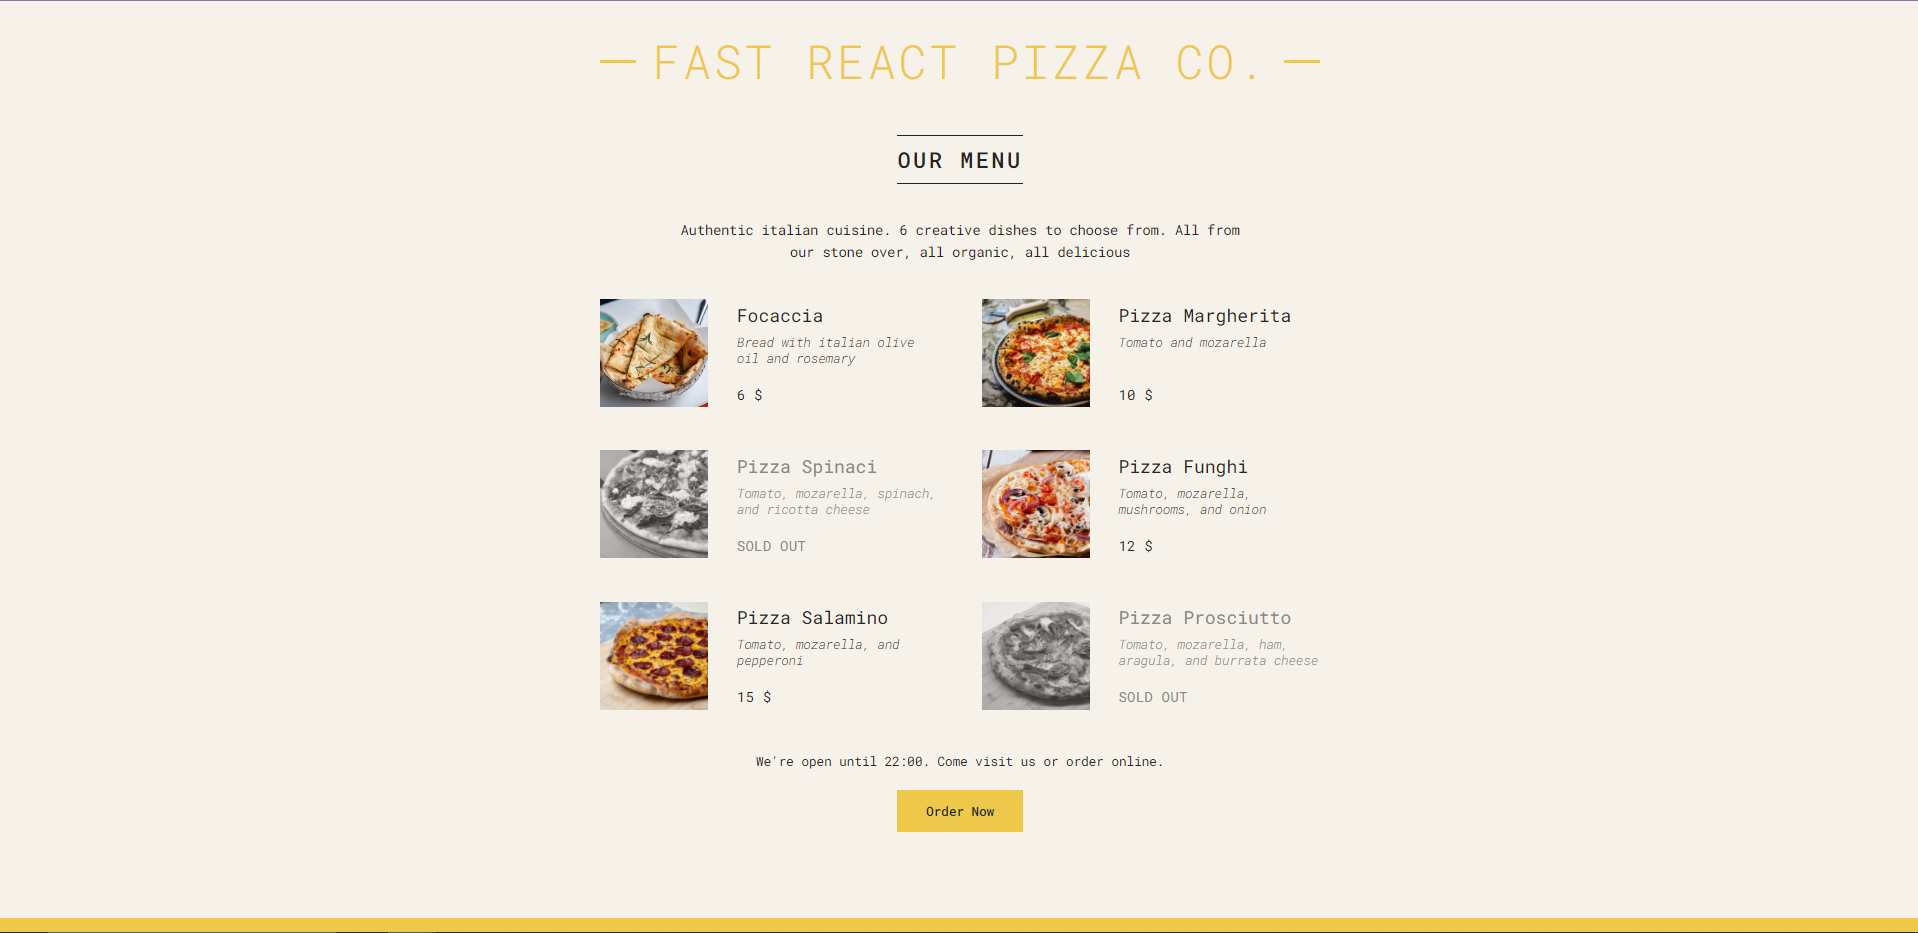 FAST REACT PIZZA CO.
OUR MENU
Authentic italian cuisine. 6 creative dishes to choose from. All from
our stone over, all organic, all delicious
Focaccia
Bread with italian olive
oil and rosemary
6 $
Pizza Margherita
Tomato and mozarella
10 $
Pizza Spinaci
Tomato, mozarella, spinach,
and ricotta cheese
SOLD OUT
Pizza Funghi
Tomato, mozarella,
mushrooms, and onion
12 $
Pizza Salamino
Tomato, mozarella, and
pepperoni
15 $
Pizza Prosciutto
Tomato, mozarella, ham,
aragula, and burrata cheese
SOLD OUT
We're open until 22:00. Come visit us or order online.
Order Now